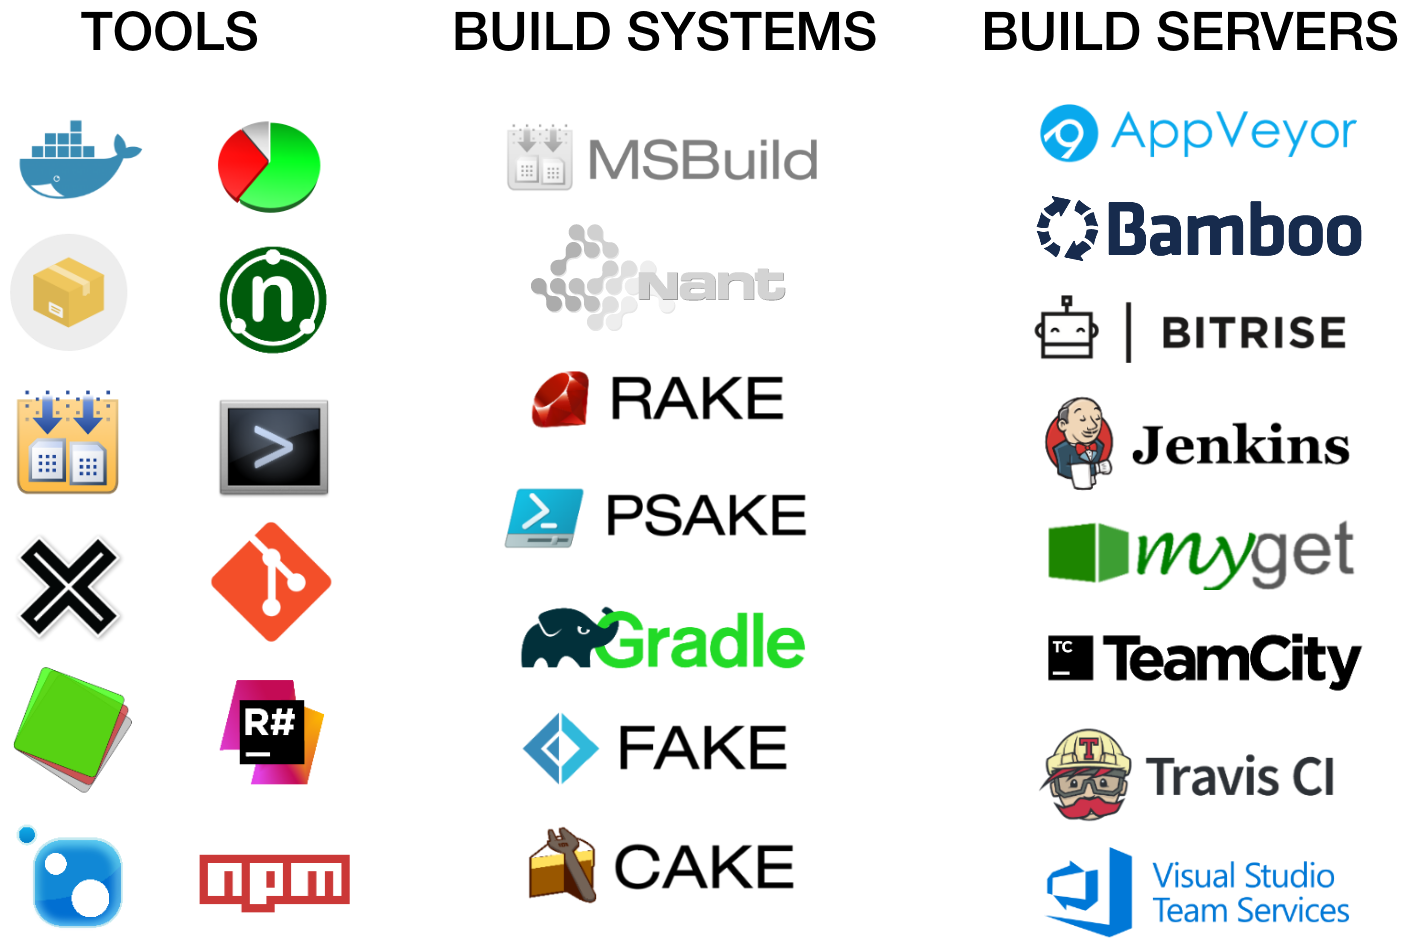 TOOLS
BUILD SYSTEMS
BUILD SERVERS
n
>
R#
npm
MSBuild
Nant
RAKE
>_
PSAKE
Gradle
FAKE
CAKE
AppVeyor
Bamboo
BITRISE
Jenkins
myget
TC
TeamCity
T
Travis CI
Visual Studio
Team Services